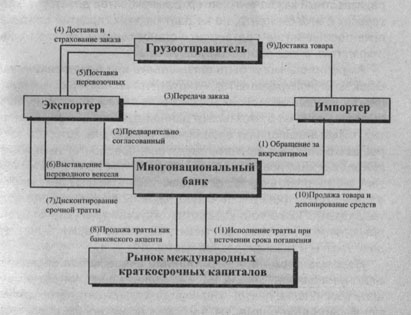 (4) Доставка и
страхование заказа
Грузоотправитель
(9)Доставка товара
(5)Поставка
перевозочных
(3)Передача заказа
Экспортер
Импортер
(2)Предварительно
согласованный
(1) Обращение за
аккредитивом
(6)Выставление
переводного векселя
Многонациональный
банк
(7)Дисконтирование
срочной тратты
(10)Продажа товара и
депонирование средств
(8)Продажа тратты как
банковского акцепта
(11)Исполнение тратты при
истечении срока погашения
Рынок международных
краткосрочных капиталов